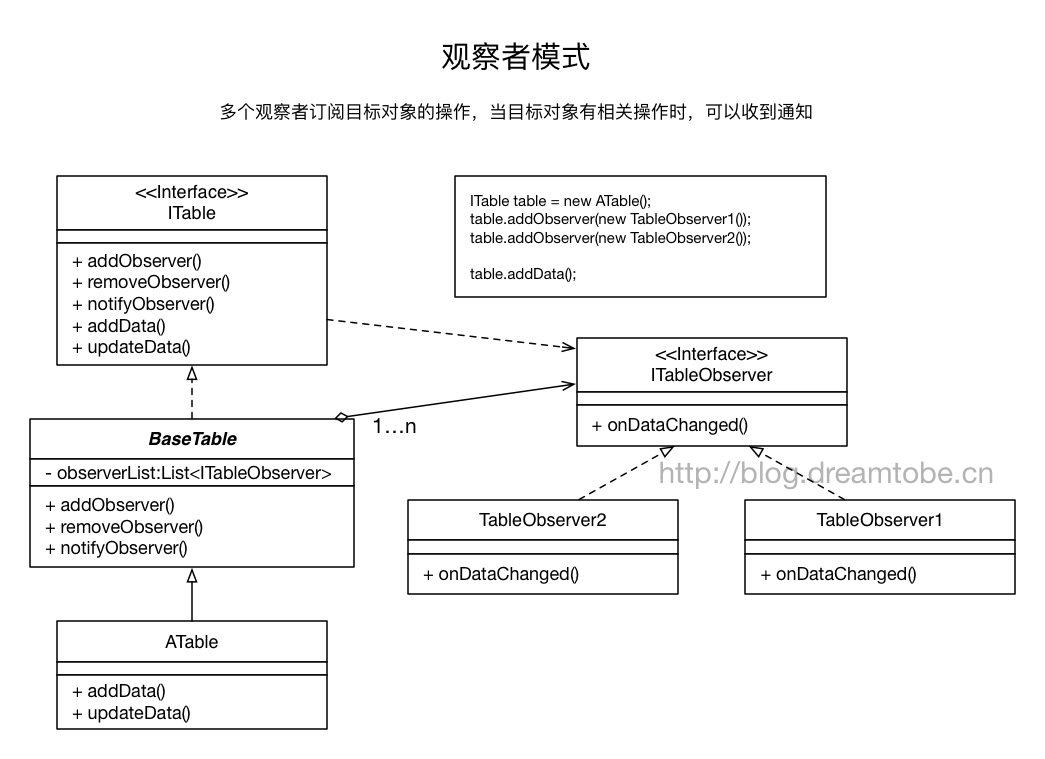 观察者模式
多个观察者订阅目标对象的操作，当目标对象有相关操作时，可以收到通知
<<Interface>>
ITable
+ addObserver()
+ removeObserver()
+ notifyObserver()
+ addData()
+ updateData()
ITable table = new ATable();
table.addObserver(new TableObserver1());
table.addObserver(new TableObserver2());
table.addData();
<<Interface>>
ITableObserver
+ onDataChanged()
1...n
BaseTable
- observerList:List<ITableObserver>
+ addObserver()
+ removeObserver()
+ notifyObserver()
http://blog.dreamtobe.cn
TableObserver2
+ onDataChanged()
TableObserver1
+ onDataChanged()
ATable
+ addData()
+ updateData()